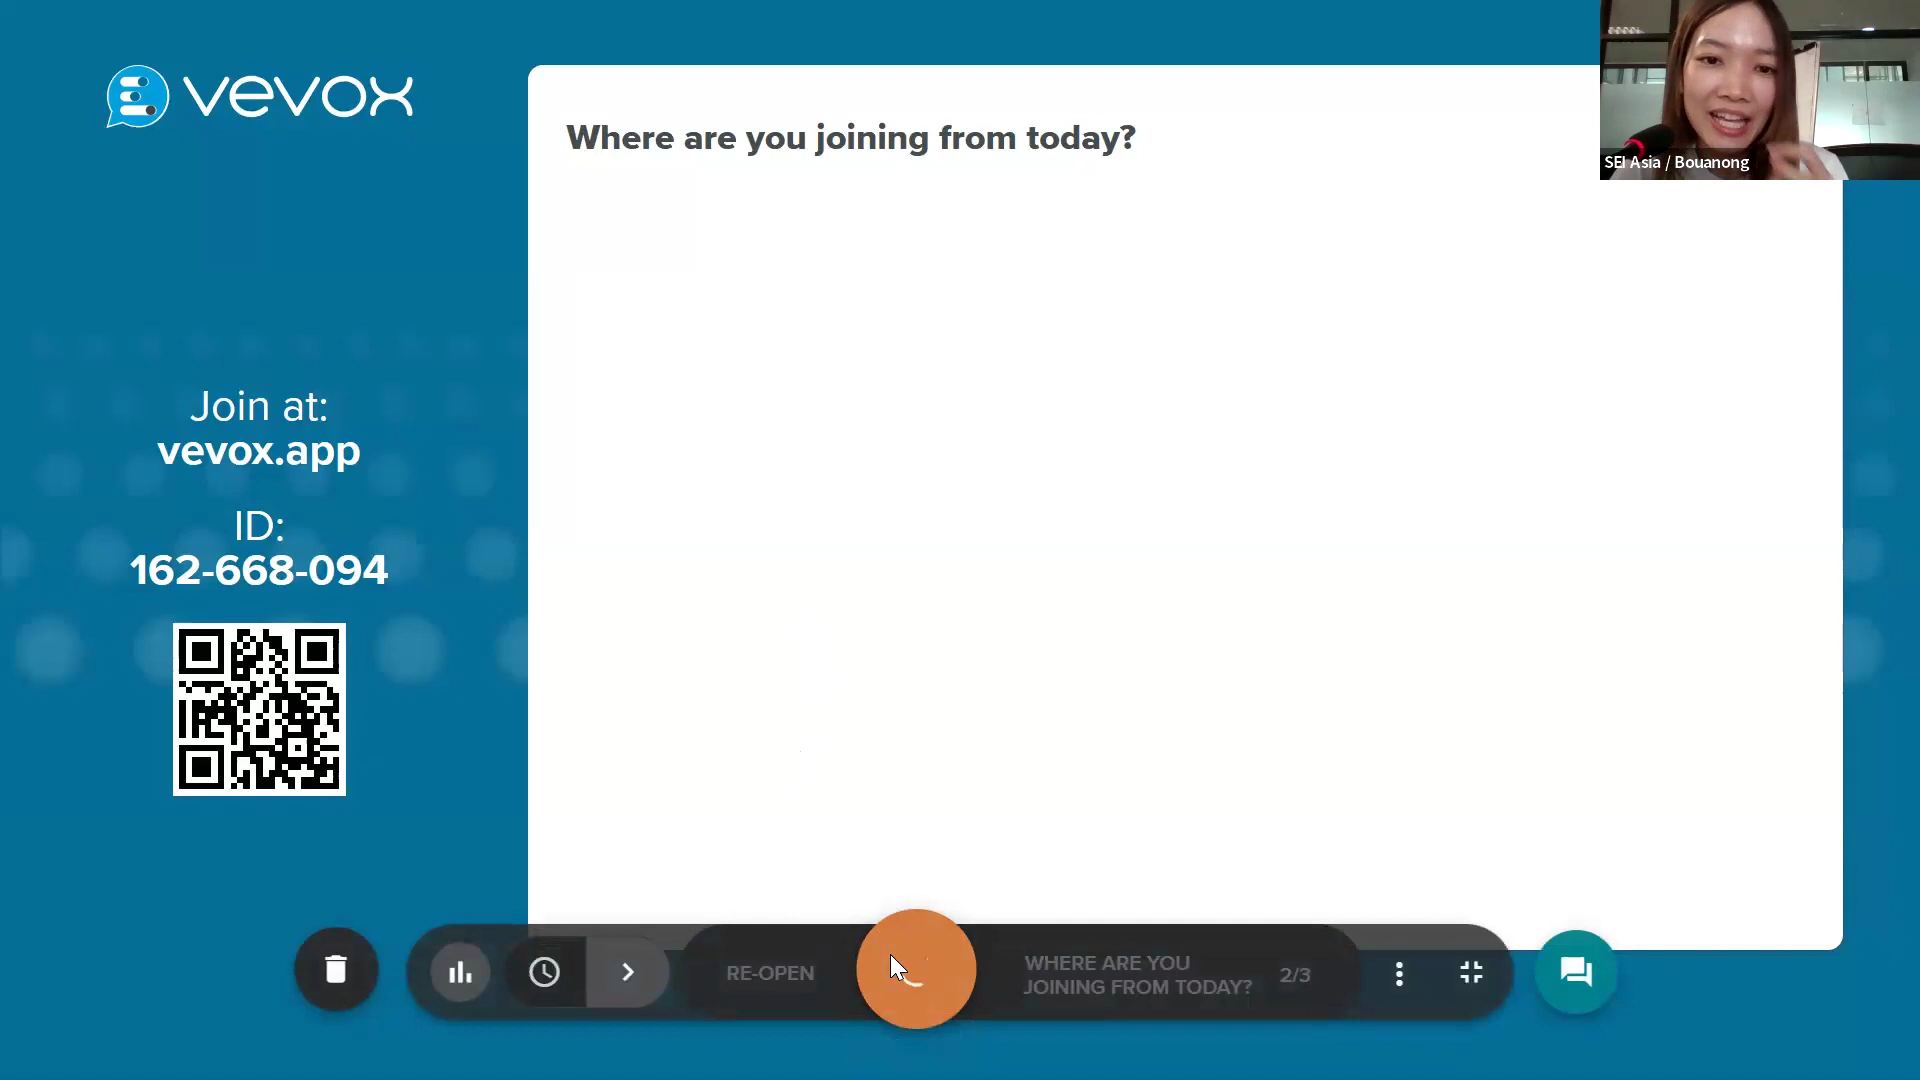 vevox
Where are you joining from today?
SEI Asia / Bouanong
Join at:
vevox.app
ID:
162-668-094
RE-OPEN
WHERE ARE YOU
JOINING FROM TODAY?
2/3